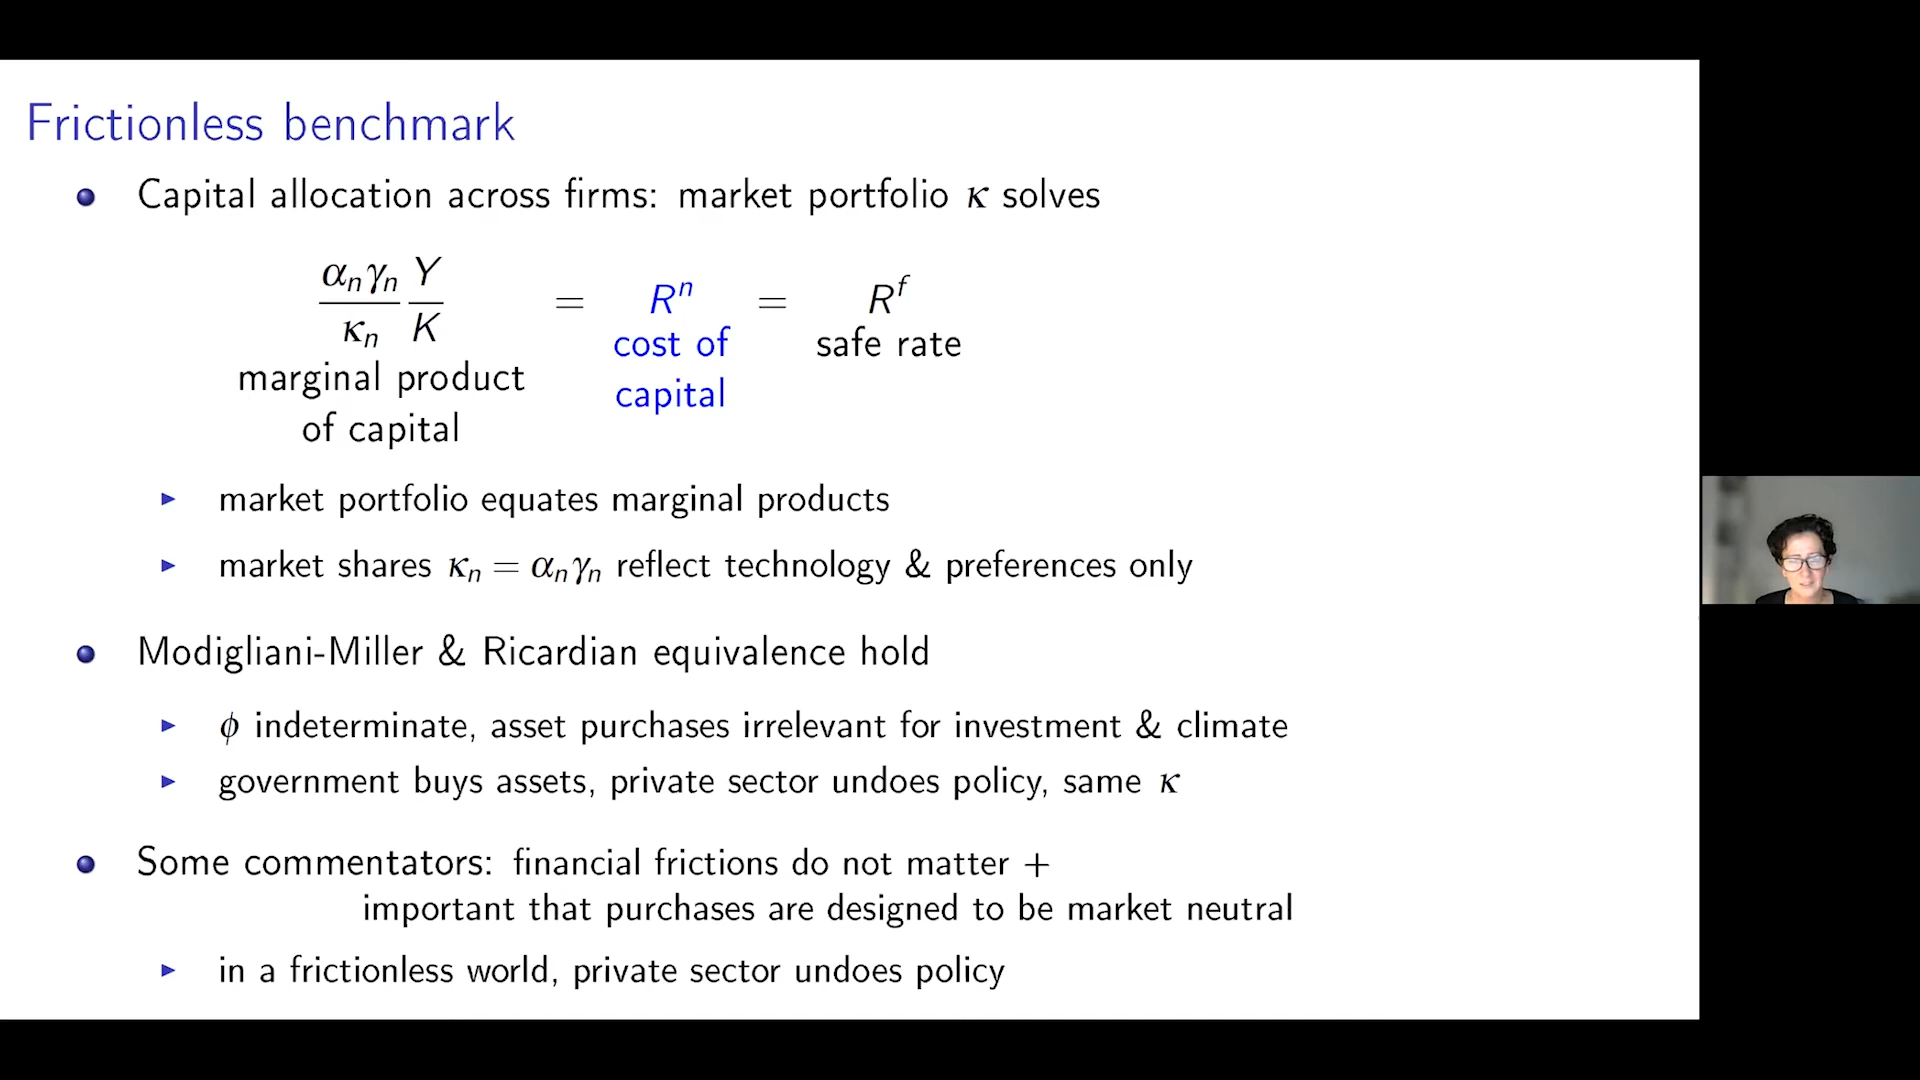 Frictionless benchmark
Capital allocation across firms: market portfolio κ solves
αₙγₙ/κₙ Y/K = Rⁿ = Rᶠ
marginal product of capital
cost of capital
safe rate
market portfolio equates marginal products
market shares κₙ = αₙγₙ reflect technology & preferences only
Modigliani-Miller & Ricardian equivalence hold
ϕ indeterminate, asset purchases irrelevant for investment & climate
government buys assets, private sector undoes policy, same κ
Some commentators: financial frictions do not matter +
important that purchases are designed to be market neutral
in a frictionless world, private sector undoes policy